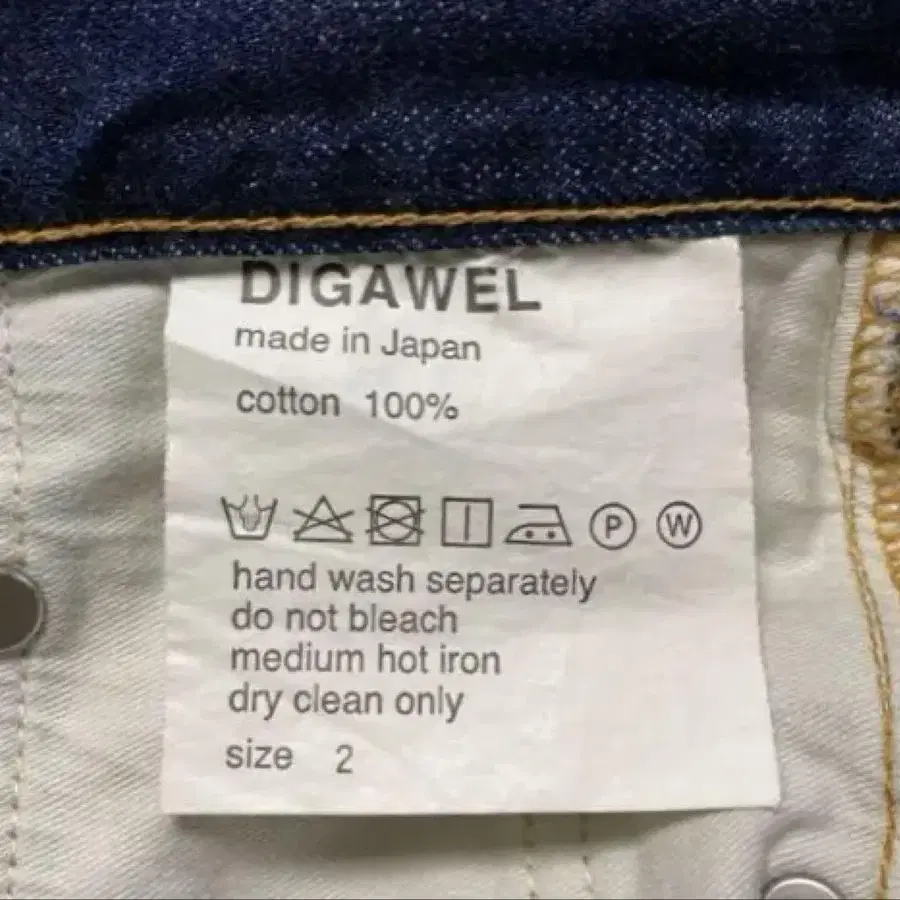 DIGAWEL
made in Japan
cotton 100%
P W
hand wash separately
do not bleach
medium hot iron
dry clean only
size 2